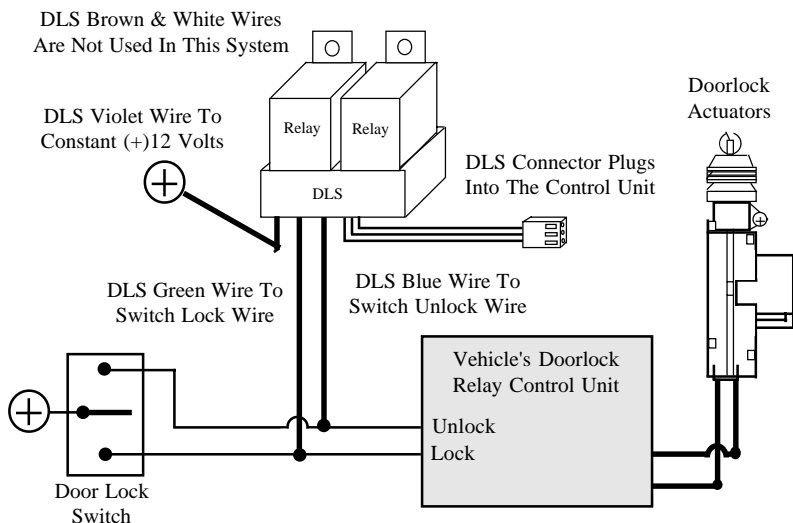 DLS Brown & White Wires
Are Not Used In This System
DLS Violet Wire To
Constant (+)12 Volts
Relay
Relay
DLS
DLS Connector Plugs
Into The Control Unit
Doorlock
Actuators
DLS Green Wire To
Switch Lock Wire
DLS Blue Wire To
Switch Unlock Wire
Vehicle's Doorlock
Relay Control Unit
Unlock
Lock
Door Lock
Switch